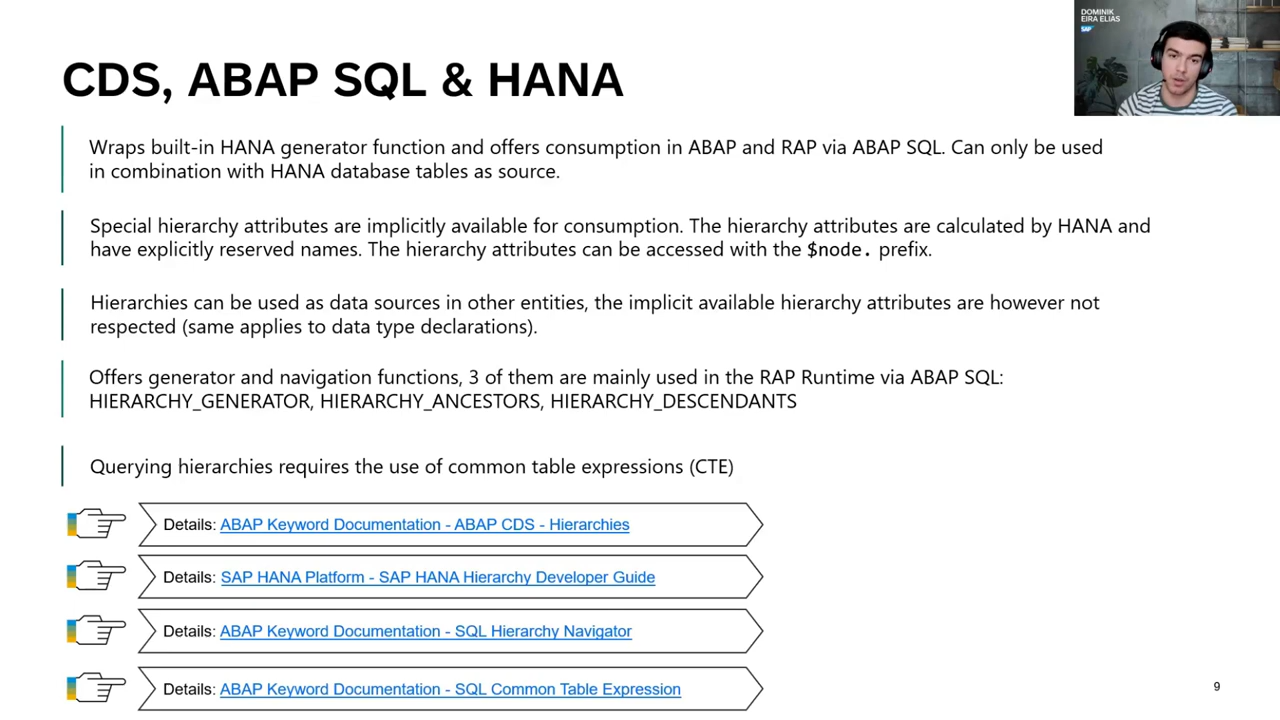 DOMINIK
EIRA ELIAS
SAP
CDS, ABAP SQL & HANA
Wraps built-in HANA generator function and offers consumption in ABAP and RAP via ABAP SQL. Can only be used
in combination with HANA database tables as source.
Special hierarchy attributes are implicitly available for consumption. The hierarchy attributes are calculated by HANA and
have explicitly reserved names. The hierarchy attributes can be accessed with the $node. prefix.
Hierarchies can be used as data sources in other entities, the implicit available hierarchy attributes are however not
respected (same applies to data type declarations).
Offers generator and navigation functions, 3 of them are mainly used in the RAP Runtime via ABAP SQL:
HIERARCHY_GENERATOR, HIERARCHY_ANCESTORS, HIERARCHY_DESCENDANTS
Querying hierarchies requires the use of common table expressions (CTE)
Details: ABAP Keyword Documentation - ABAP CDS - Hierarchies
Details: SAP HANA Platform - SAP HANA Hierarchy Developer Guide
Details: ABAP Keyword Documentation - SQL Hierarchy Navigator
Details: ABAP Keyword Documentation - SQL Common Table Expression
9